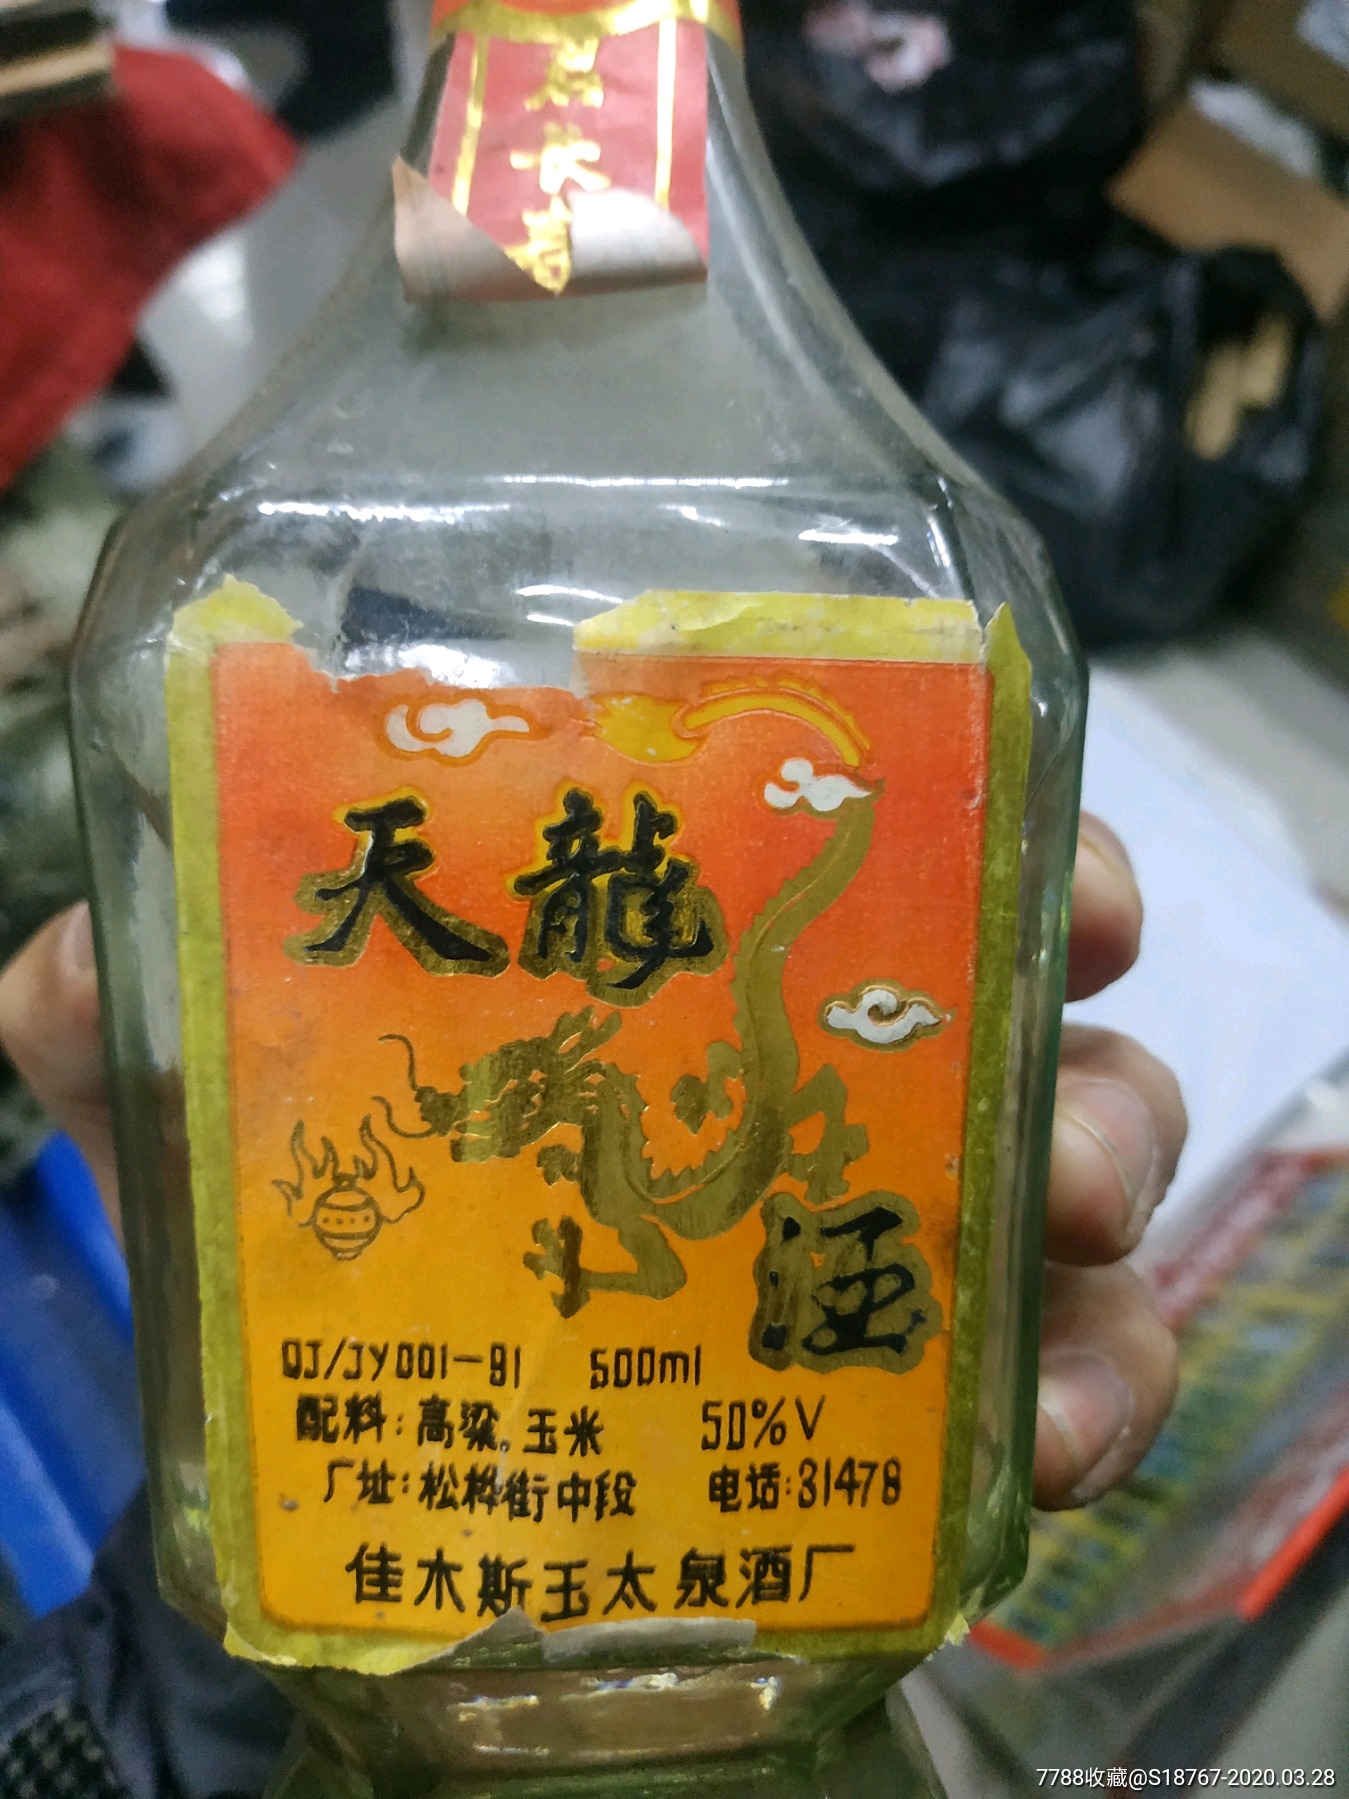 天龍
酒
QJ/JY001-91 500ml
配料:高粱.玉米 50%V
厂址:松桦街中段 电话:31478
佳木斯玉太泉酒厂
7788收藏@S18767-2020.03.28